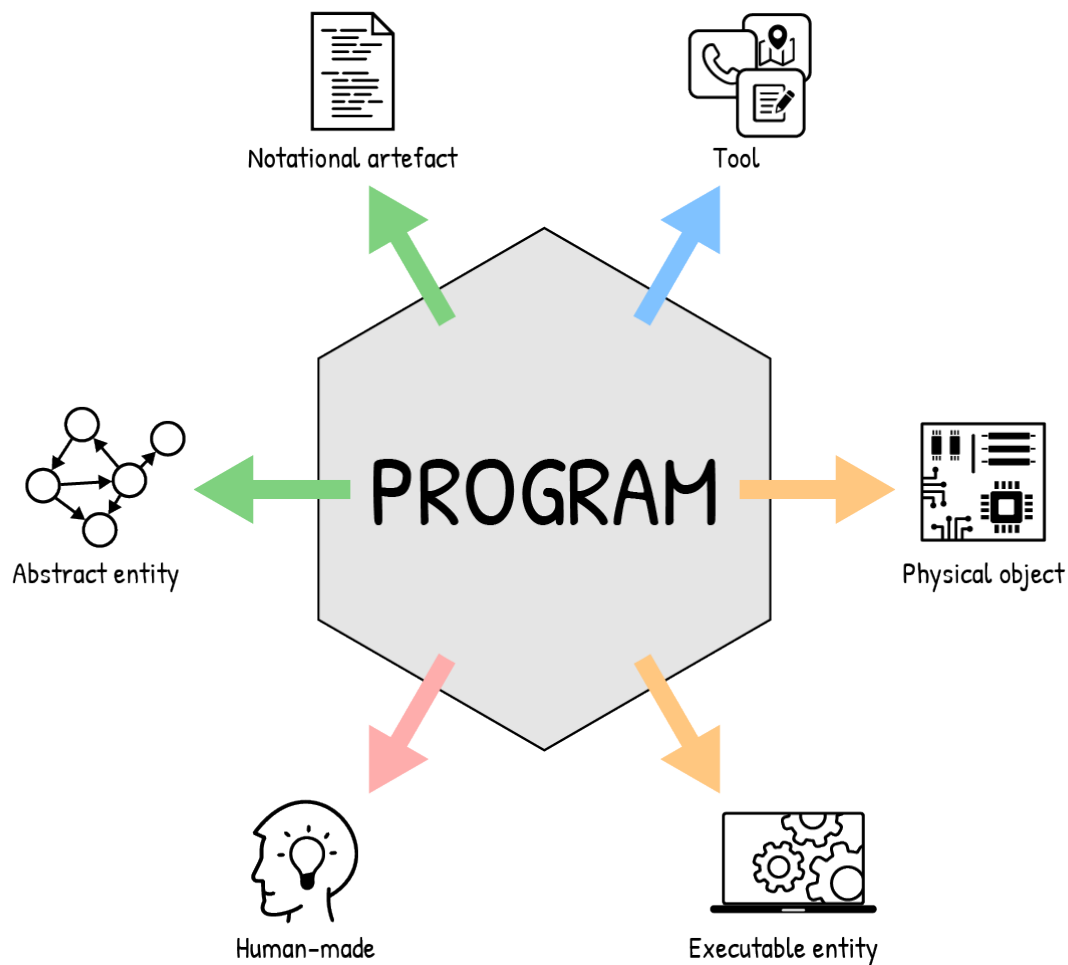 Notational artefact
Tool
PROGRAM
Abstract entity
Physical object
Human-made
Executable entity